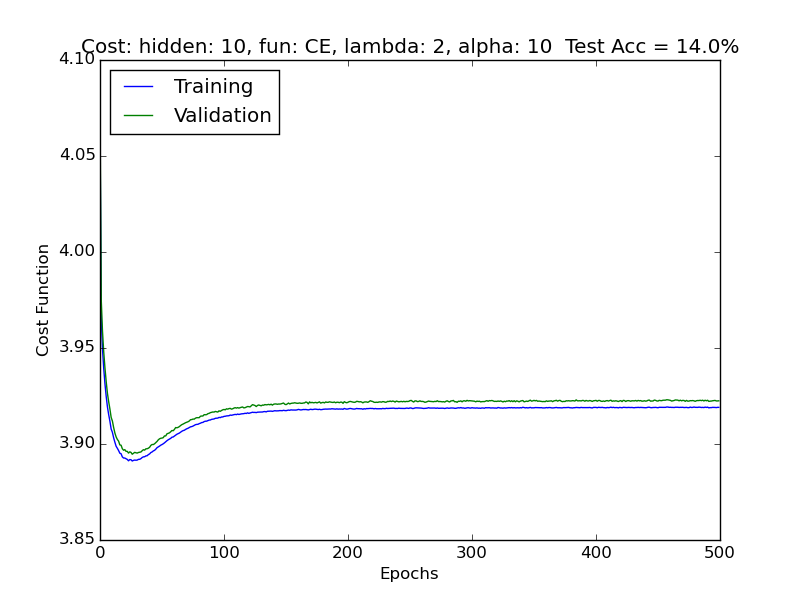 Cost: hidden: 10, fun: CE, lambda: 2, alpha: 10  Test Acc = 14.0%
4.10
Training
Validation
4.05
4.00
3.95
3.90
3.85
Cost Function
0 100 200 300 400 500
Epochs